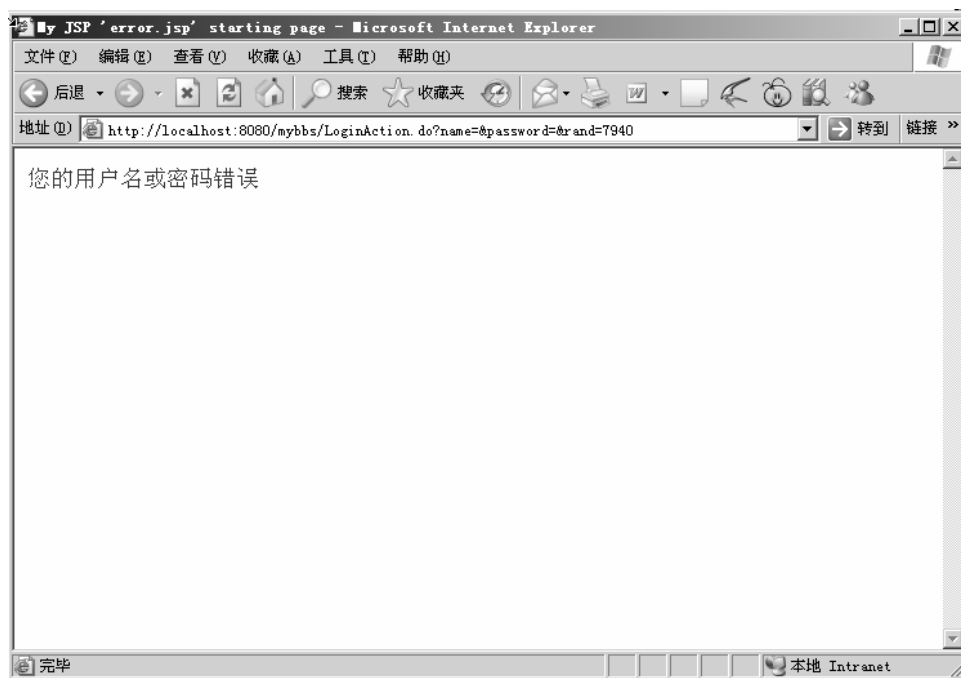 My JSP 'error.jsp' starting page - Microsoft Internet Explorer
文件(F) 编辑(E) 查看(V) 收藏(A) 工具(T) 帮助(H)
后退 搜索 收藏夹 W
地址(D) http://localhost:8080/mybbs/LoginAction.do?name=&password=&rand=7940 转到 链接 »
您的用户名或密码错误
完毕 本地 Intranet